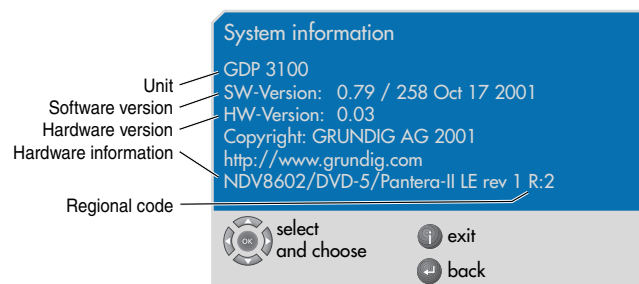 System information
GDP 3100
Unit
SW-Version: 0.79 / 258 Oct 17 2001
Software version
HW-Version: 0.03
Hardware version
Copyright: GRUNDIG AG 2001
Hardware information
http://www.grundig.com
NDV8602/DVD-5/Pantera-II LE rev 1 R:2
Regional code
OK
select
and choose
i exit
back